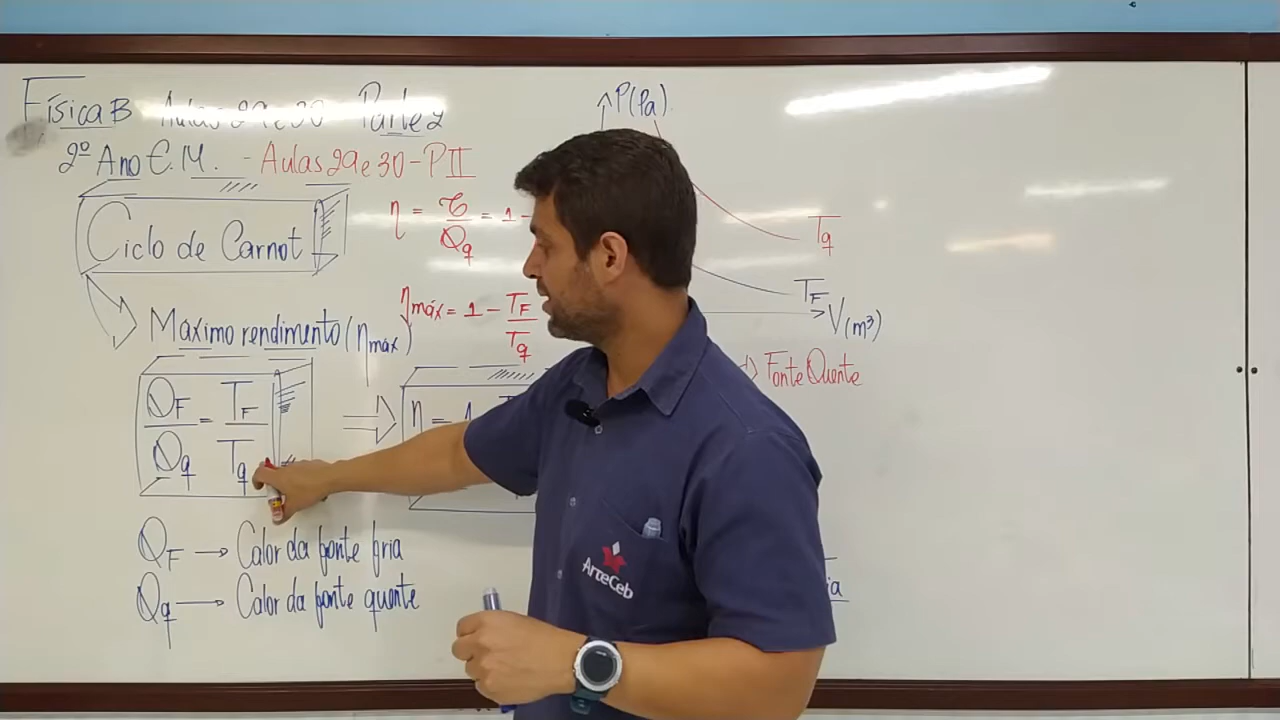 Física B Aulas 29 e 30 Parte 2
2º Ano E.M. - Aulas 29 e 30 - PII
Ciclo de Carnot
Máximo rendimento (ηmáx)
QF/Qq = TF/Tq
QF → Calor da fonte fria
Qq → Calor da fonte quente
η = τ/Qq = 1 -
ηmáx = 1 - TF/Tq
η = 1
P(Pa)
Tq
TF
V(m³)
Fonte Quente
ArteCeb